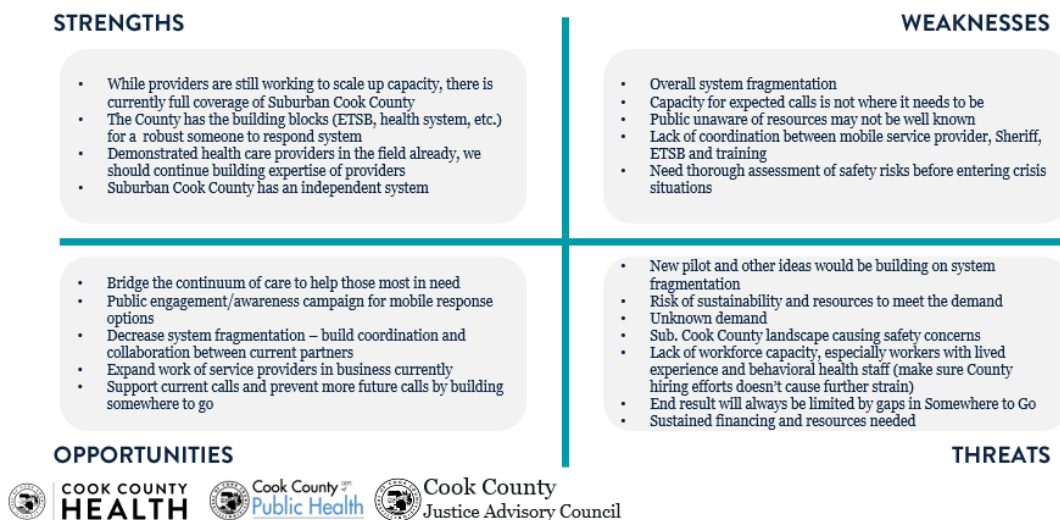 STRENGTHS
WEAKNESSES
• While providers are still working to scale up capacity, there is
currently full coverage of Suburban Cook County
• The County has the building blocks (ETSB, health system, etc.)
for a robust someone to respond system
• Demonstrated health care providers in the field already, we
should continue building expertise of providers
• Suburban Cook County has an independent system
• Overall system fragmentation
• Capacity for expected calls is not where it needs to be
• Public unaware of resources may not be well known
• Lack of coordination between mobile service provider, Sheriff,
ETSB and training
• Need thorough assessment of safety risks before entering crisis
situations
• Bridge the continuum of care to help those most in need
• Public engagement/awareness campaign for mobile response
options
• Decrease system fragmentation – build coordination and
collaboration between current partners
• Expand work of service providers in business currently
• Support current calls and prevent more future calls by building
somewhere to go
• New pilot and other ideas would be building on system
fragmentation
• Risk of sustainability and resources to meet the demand
• Unknown demand
• Sub. Cook County landscape causing safety concerns
• Lack of workforce capacity, especially workers with lived
experience and behavioral health staff (make sure County
hiring efforts doesn't cause further strain)
• End result will always be limited by gaps in Somewhere to Go
• Sustained financing and resources needed
OPPORTUNITIES
THREATS
COOK COUNTY
HEALTH
Cook County DEPT. of
Public Health
Cook County
Justice Advisory Council